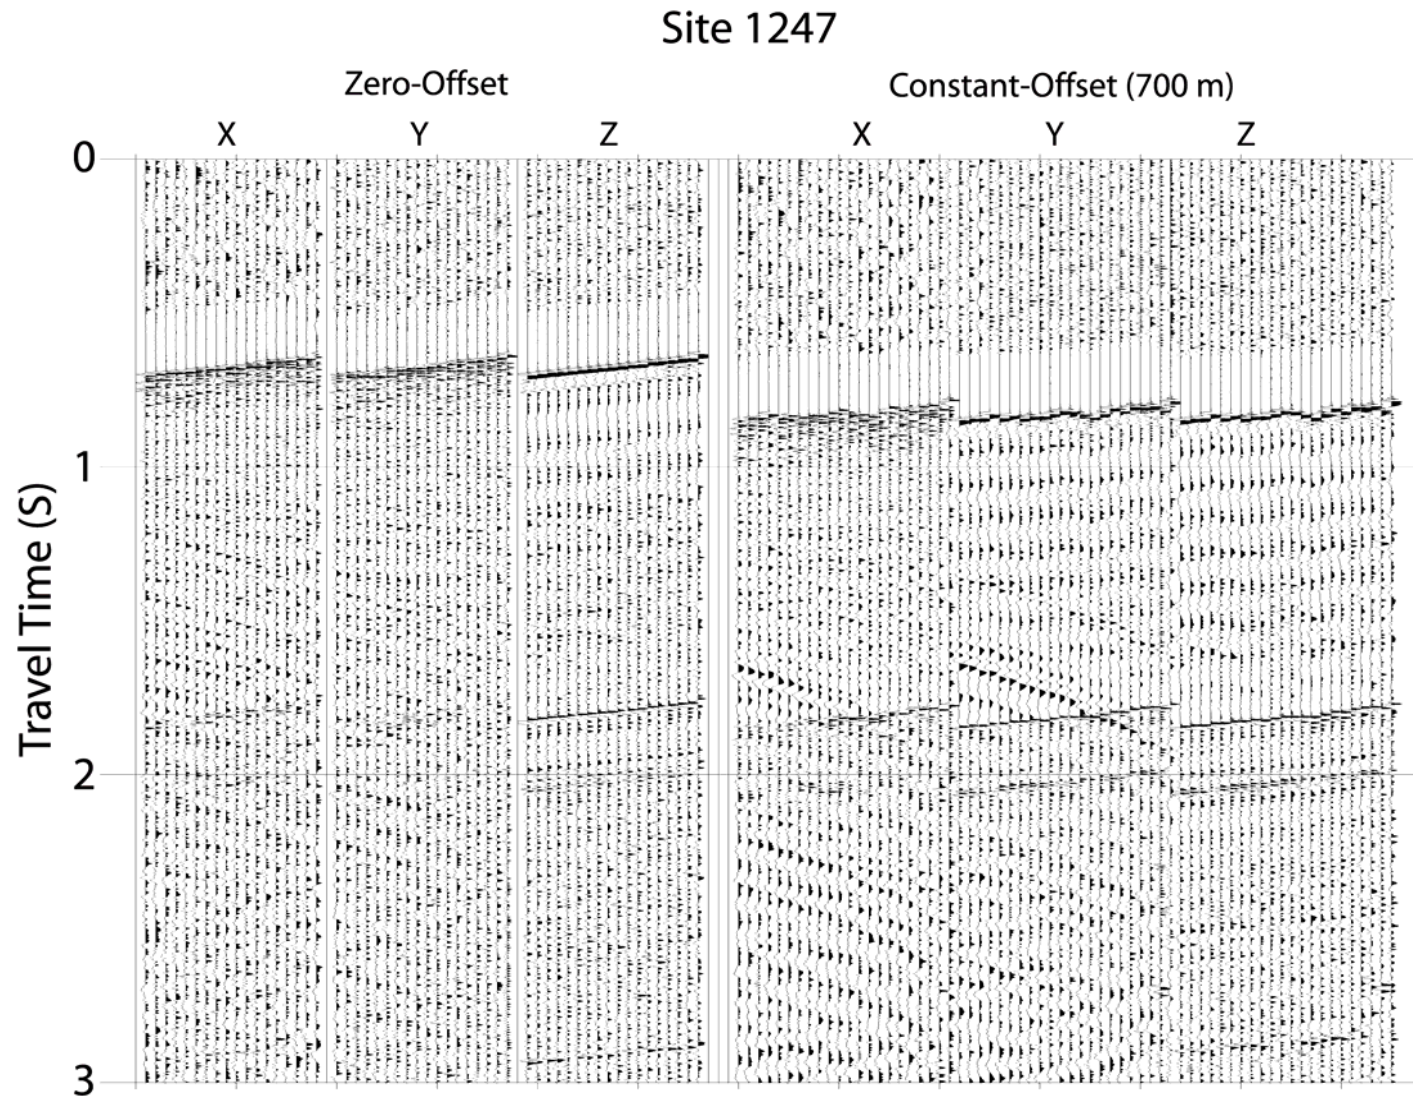 Site 1247
Zero-Offset
Constant-Offset (700 m)
X Y Z X Y Z
0
1
2
3
Travel Time (S)